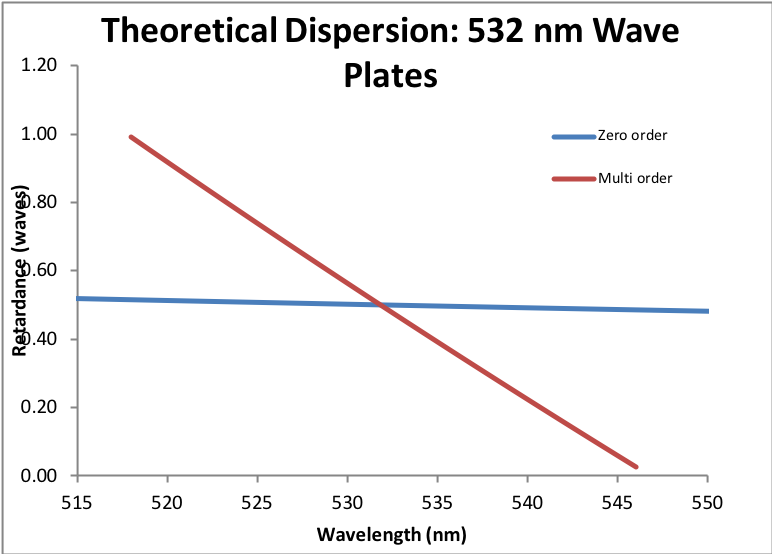 Theoretical Dispersion: 532 nm Wave
Plates
1.20
1.00
0.80
0.60
0.40
0.20
0.00
Retardance (waves)
Zero order
Multi order
515 520 525 530 535 540 545 550
Wavelength (nm)